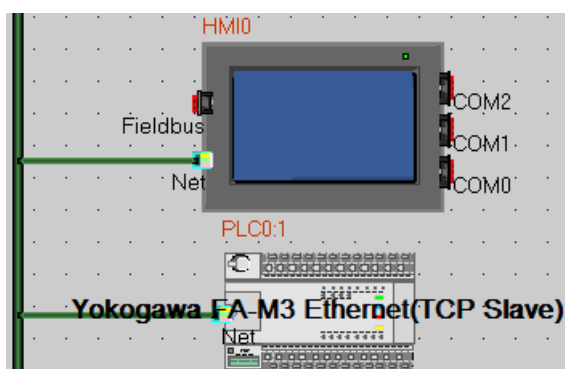 HMI0
COM2
Fieldbus
COM1
Net
COM0
PLC0:1
Yokogawa FA-M3 Ethernet(TCP Slave)
Net